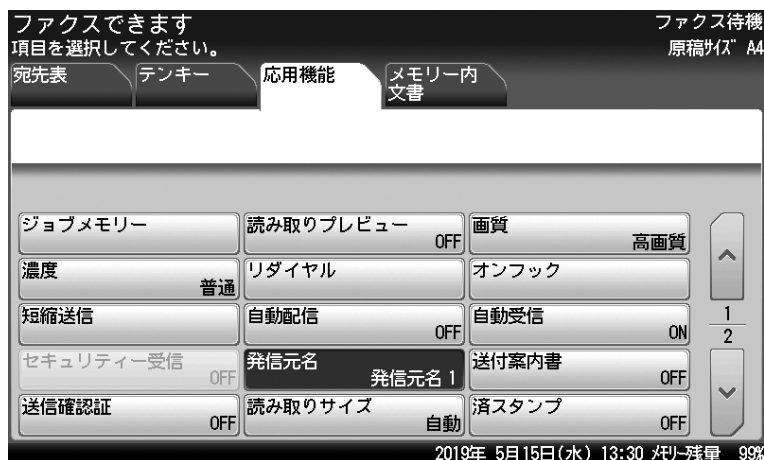 ファクスできます ファクス待機
項目を選択してください。 原稿ｻｲｽﾞ A4
宛先表 テンキー 応用機能 メモリー内
文書
ジョブメモリー 読み取りプレビュー 画質
OFF 高画質
濃度 リダイヤル オンフック
普通
短縮送信 自動配信 自動受信
OFF ON
1
2
セキュリティー受信 発信元名 送付案内書
OFF 発信元名 1 OFF
送信確認証 読み取りサイズ 済スタンプ
OFF 自動 OFF
2019年 5月15日(水) 13:30 ﾒﾓﾘｰ残量 99%